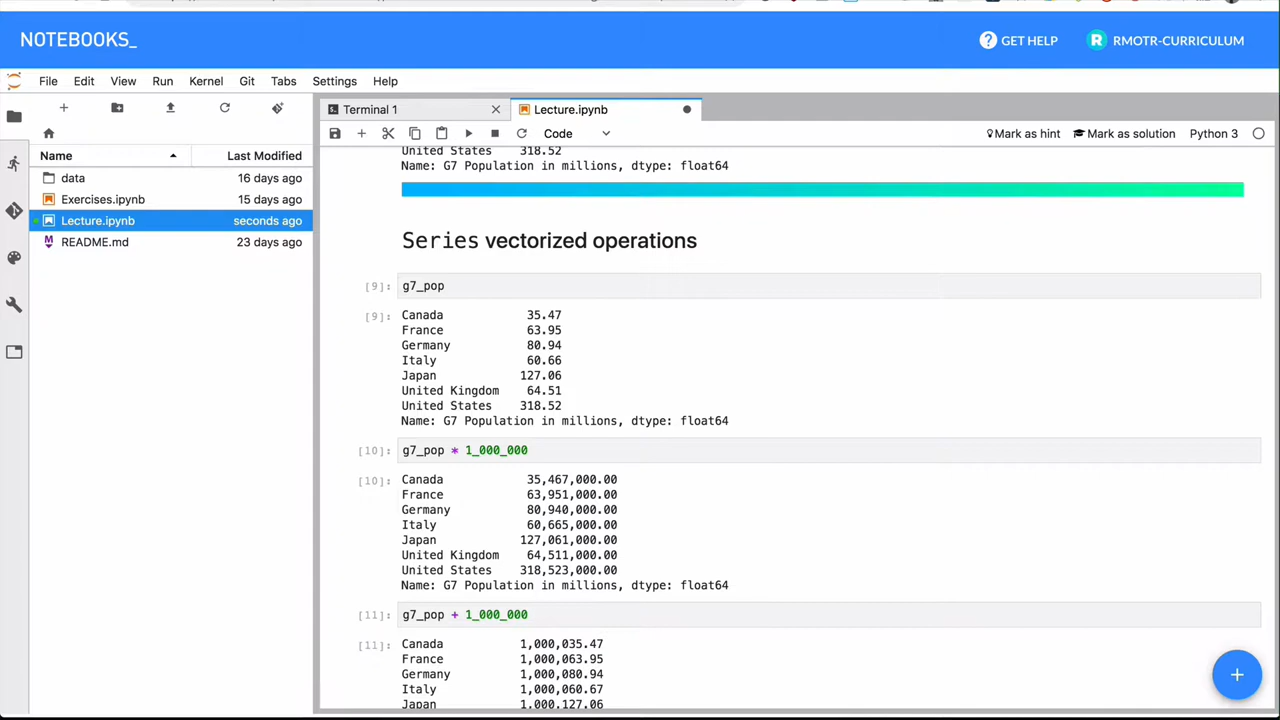 NOTEBOOKS_
GET HELP
R RMOTR-CURRICULUM
File Edit View Run Kernel Git Tabs Settings Help
Terminal 1
Lecture.ipynb
Code
Mark as hint
Mark as solution
Python 3
Name
Last Modified
data 16 days ago
Exercises.ipynb 15 days ago
Lecture.ipynb seconds ago
README.md 23 days ago
United States 318.52
Name: G7 Population in millions, dtype: float64
Series vectorized operations
[9]: g7_pop
[9]: Canada 35.47
France 63.95
Germany 80.94
Italy 60.66
Japan 127.06
United Kingdom 64.51
United States 318.52
Name: G7 Population in millions, dtype: float64
[10]: g7_pop * 1_000_000
[10]: Canada 35,467,000.00
France 63,951,000.00
Germany 80,940,000.00
Italy 60,665,000.00
Japan 127,061,000.00
United Kingdom 64,511,000.00
United States 318,523,000.00
Name: G7 Population in millions, dtype: float64
[11]: g7_pop + 1_000_000
[11]: Canada 1,000,035.47
France 1,000,063.95
Germany 1,000,080.94
Italy 1,000,060.67
Japan 1,000,127.06